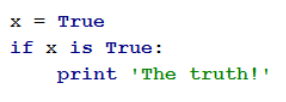 x = True
if x is True:
    print 'The truth!'